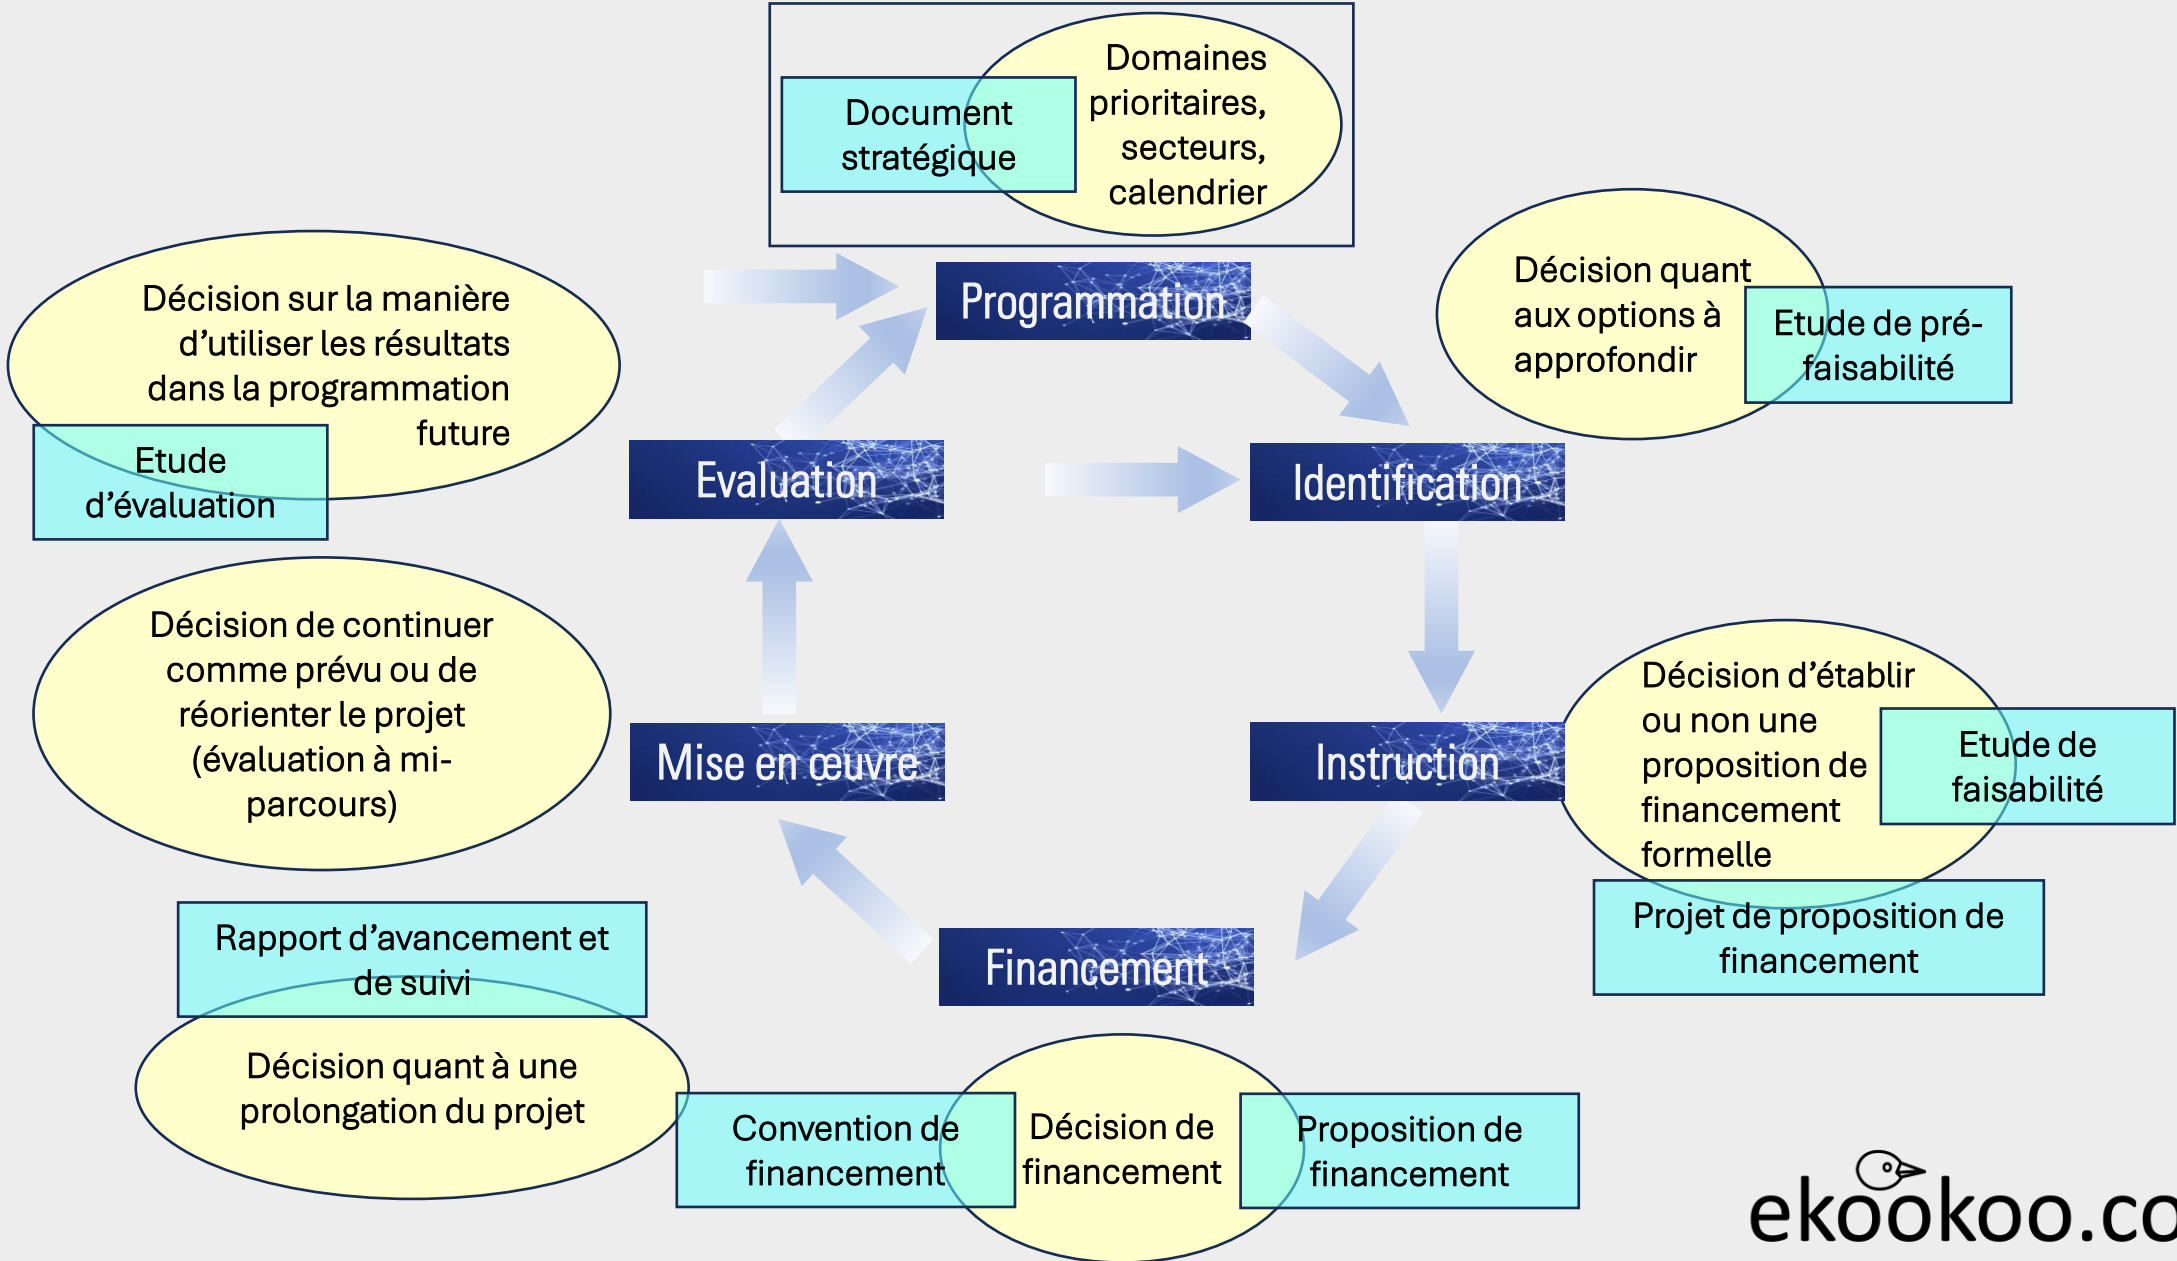 Domaines
prioritaires,
secteurs,
calendrier
Document
stratégique
Programmation
Décision quant
aux options à
approfondir
Etude de pré-
faisabilité
Décision sur la manière
d’utiliser les résultats
dans la programmation
future
Etude
d’évaluation
Evaluation
Identification
Décision de continuer
comme prévu ou de
réorienter le projet
(évaluation à mi-
parcours)
Mise en œuvre
Instruction
Décision d’établir
ou non une
proposition de
financement
formelle
Etude de
faisabilité
Projet de proposition de
financement
Rapport d’avancement et
de suivi
Décision quant à une
prolongation du projet
Financement
Convention de
financement
Décision de
financement
Proposition de
financement
ekookoo.co